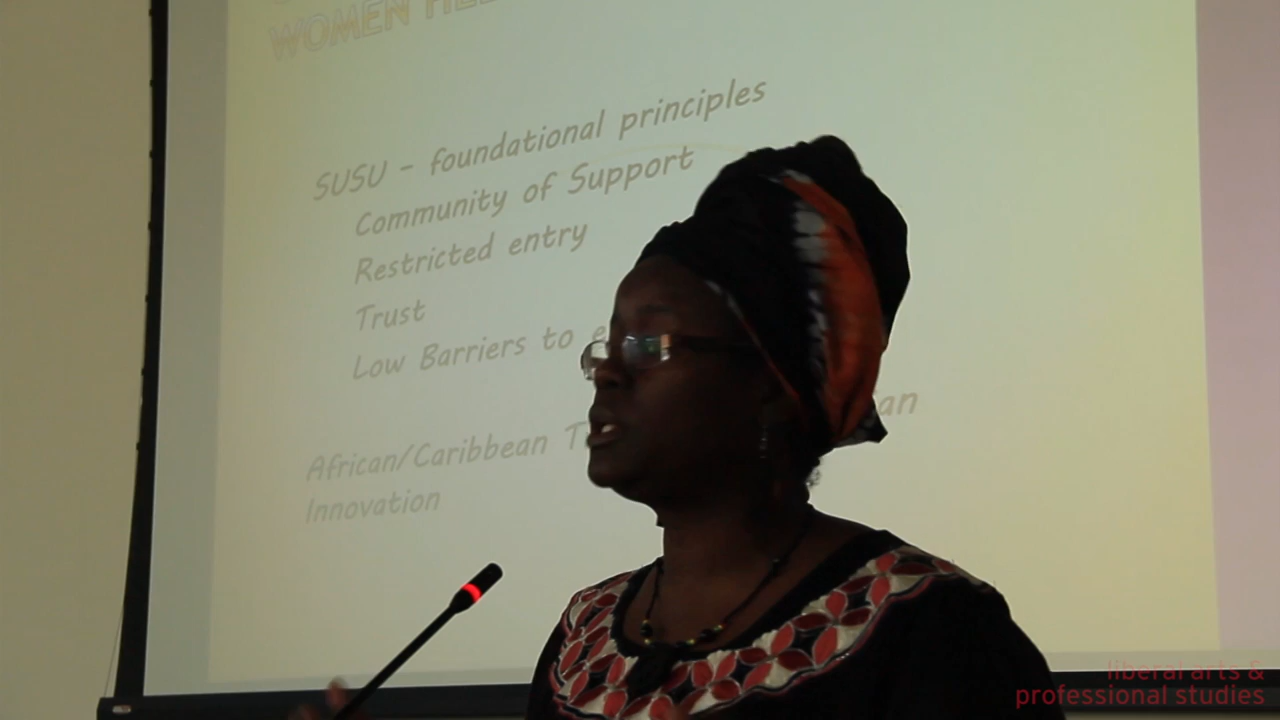 WOMEN
SUSU - foundational principles
Community of Support
Restricted entry
Trust
Low Barriers to
African/Caribbean
Innovation
liberal arts &
professional studies